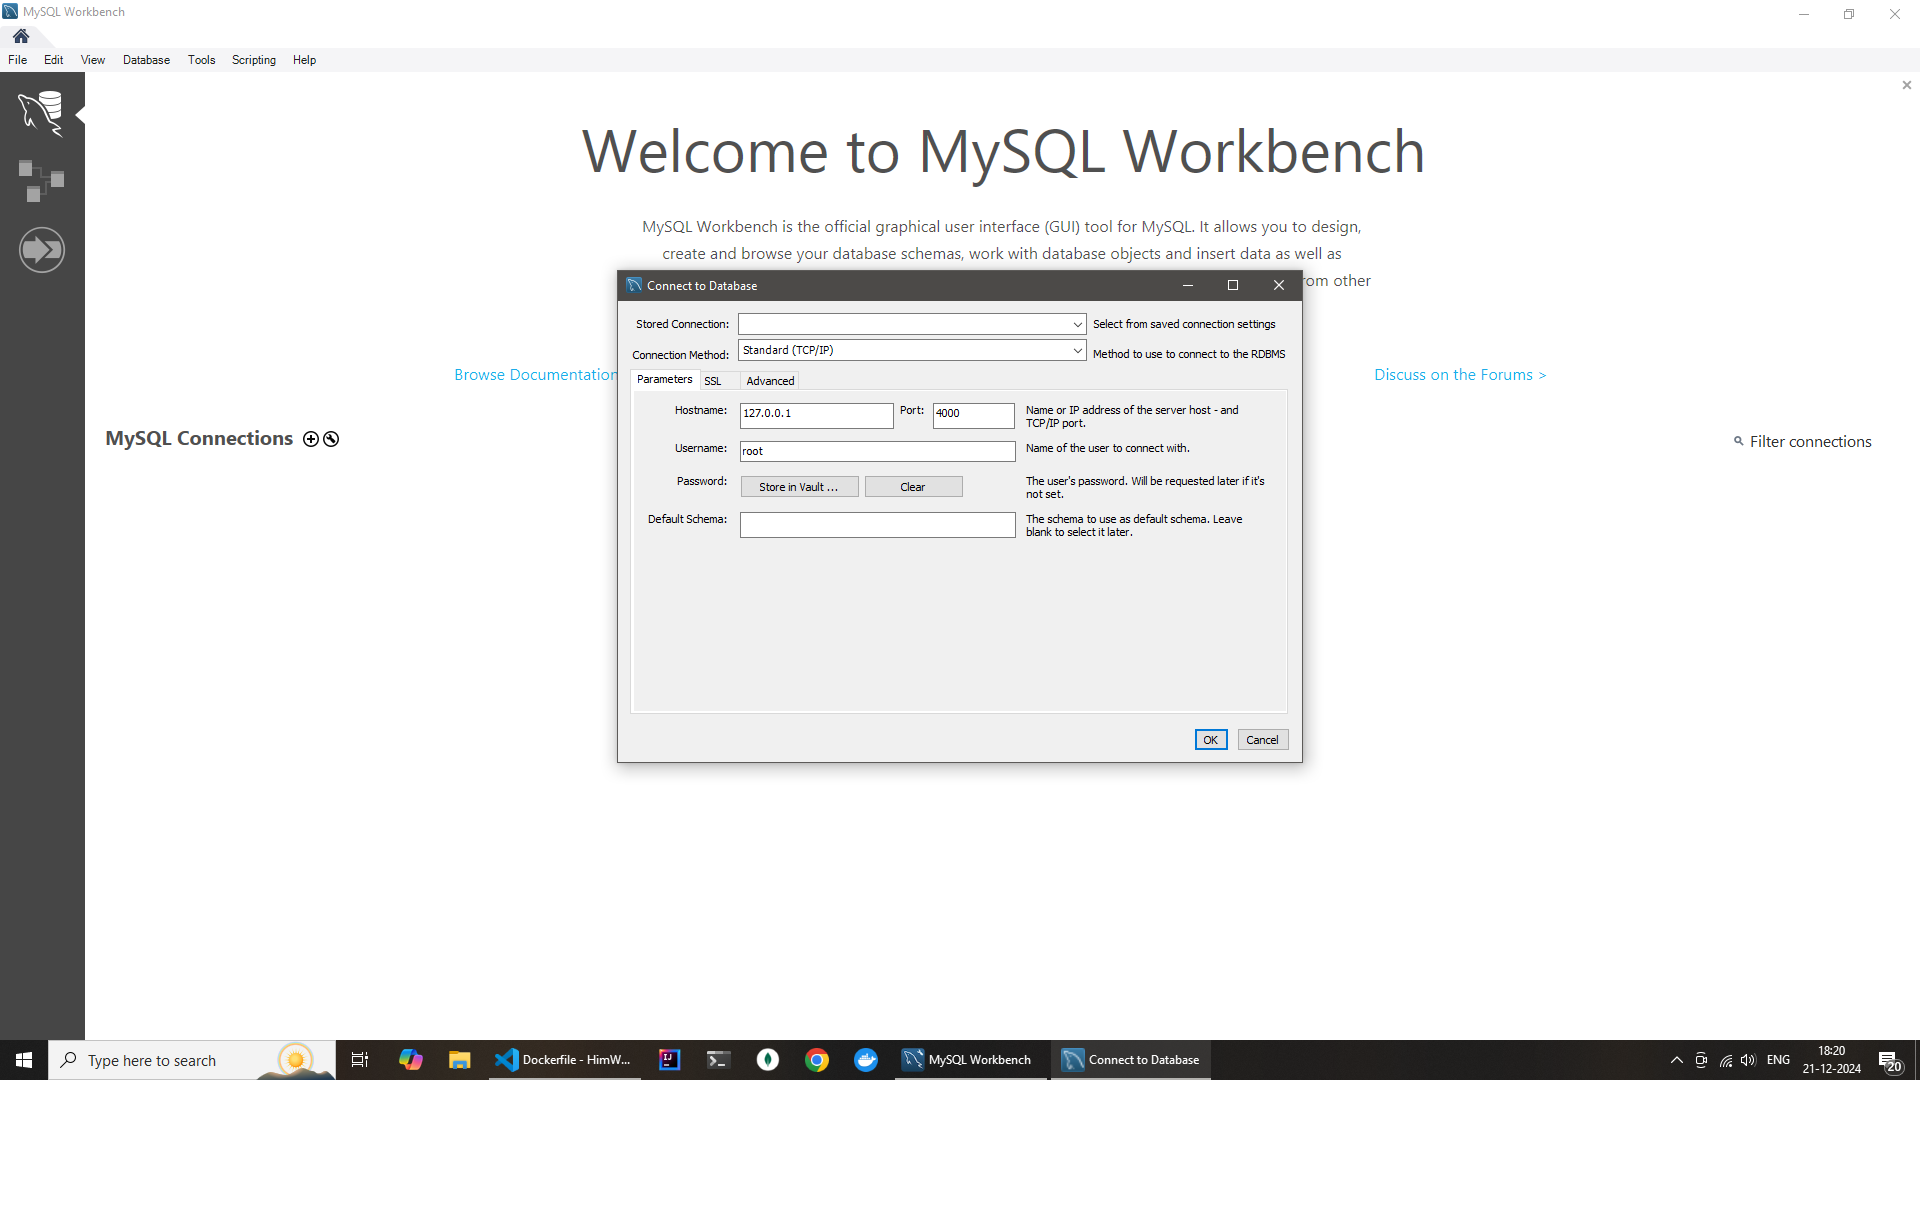 MySQL Workbench
File Edit View Database Tools Scripting Help
Welcome to MySQL Workbench
MySQL Workbench is the official graphical user interface (GUI) tool for MySQL. It allows you to design,
create and browse your database schemas, work with database objects and insert data as well as
rom other
Connect to Database
Stored Connection: Select from saved connection settings
Connection Method: Standard (TCP/IP) Method to use to connect to the RDBMS
Browse Documentation
Discuss on the Forums >
Parameters SSL Advanced
Hostname: 127.0.0.1 Port: 4000 Name or IP address of the server host - and
TCP/IP port.
MySQL Connections
Filter connections
Username: root Name of the user to connect with.
Password: Store in Vault ... Clear The user's password. Will be requested later if it's
not set.
Default Schema: The schema to use as default schema. Leave
blank to select it later.
OK Cancel
Type here to search
Dockerfile - HimW...
IJ
MySQL Workbench
Connect to Database
ENG
18:20
21-12-2024
20